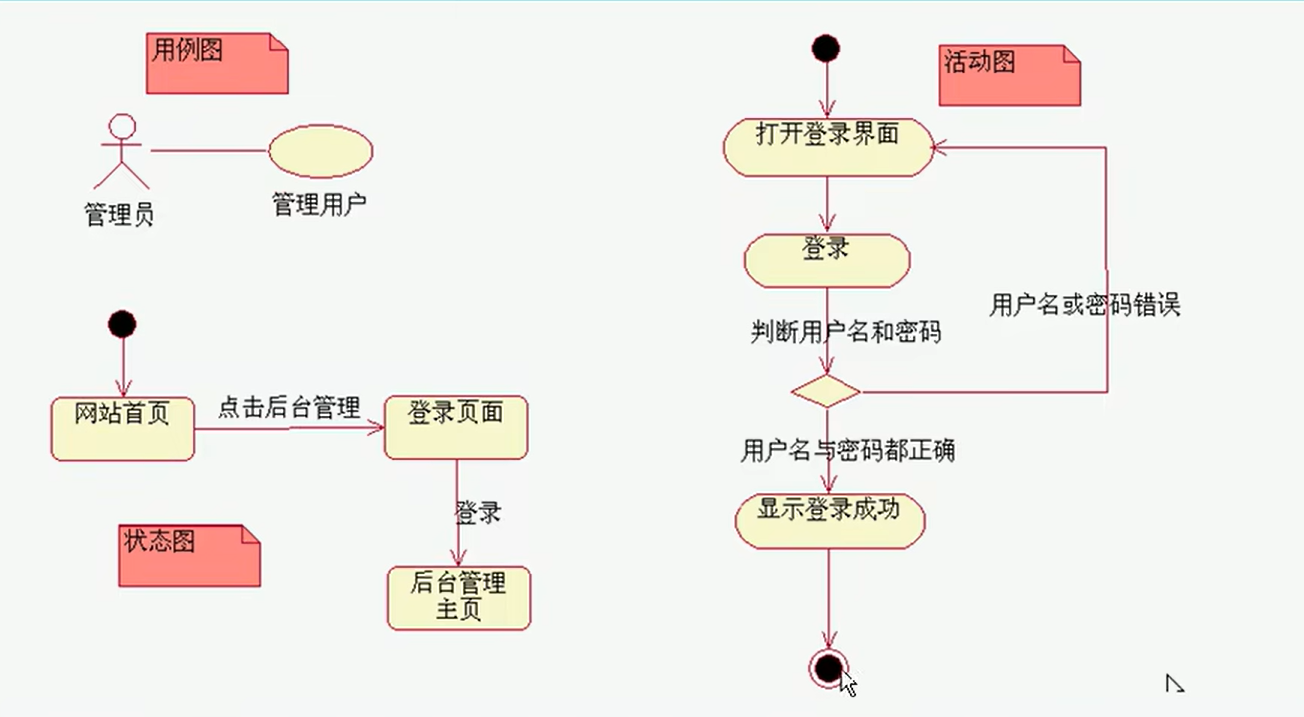 用例图
管理员
管理用户
网站首页
点击后台管理
登录页面
登录
后台管理
主页
状态图
活动图
打开登录界面
登录
判断用户名和密码
用户名或密码错误
用户名与密码都正确
显示登录成功